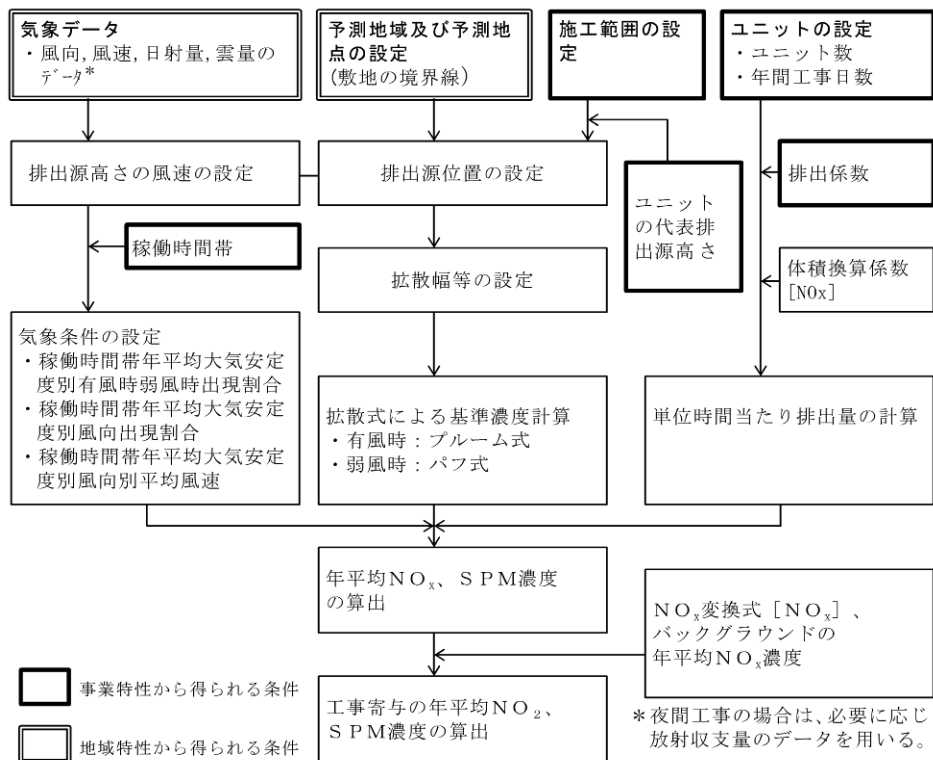 気象データ
・風向,風速,日射量,雲量の
データ*
予測地域及び予測地
点の設定
(敷地の境界線)
施工範囲の設
定
ユニットの設定
・ユニット数
・年間工事日数
排出源高さの風速の設定
排出源位置の設定
ユニット
の代表排
出源高さ
排出係数
稼働時間帯
拡散幅等の設定
体積換算係数
[NOx]
気象条件の設定
・稼働時間帯年平均大気安定
度別有風時弱風時出現割合
・稼働時間帯年平均大気安定
度別風向出現割合
・稼働時間帯年平均大気安定
度別風向別平均風速
拡散式による基準濃度計算
・有風時：プルーム式
・弱風時：パフ式
単位時間当たり排出量の計算
年平均ＮＯx、ＳＰＭ濃度
の算出
ＮＯx変換式［ＮＯx］、
バックグラウンドの
年平均ＮＯx濃度
工事寄与の年平均ＮＯ2、
ＳＰＭ濃度の算出
事業特性から得られる条件
地域特性から得られる条件
＊夜間工事の場合は、必要に応じ
放射収支量のデータを用いる。